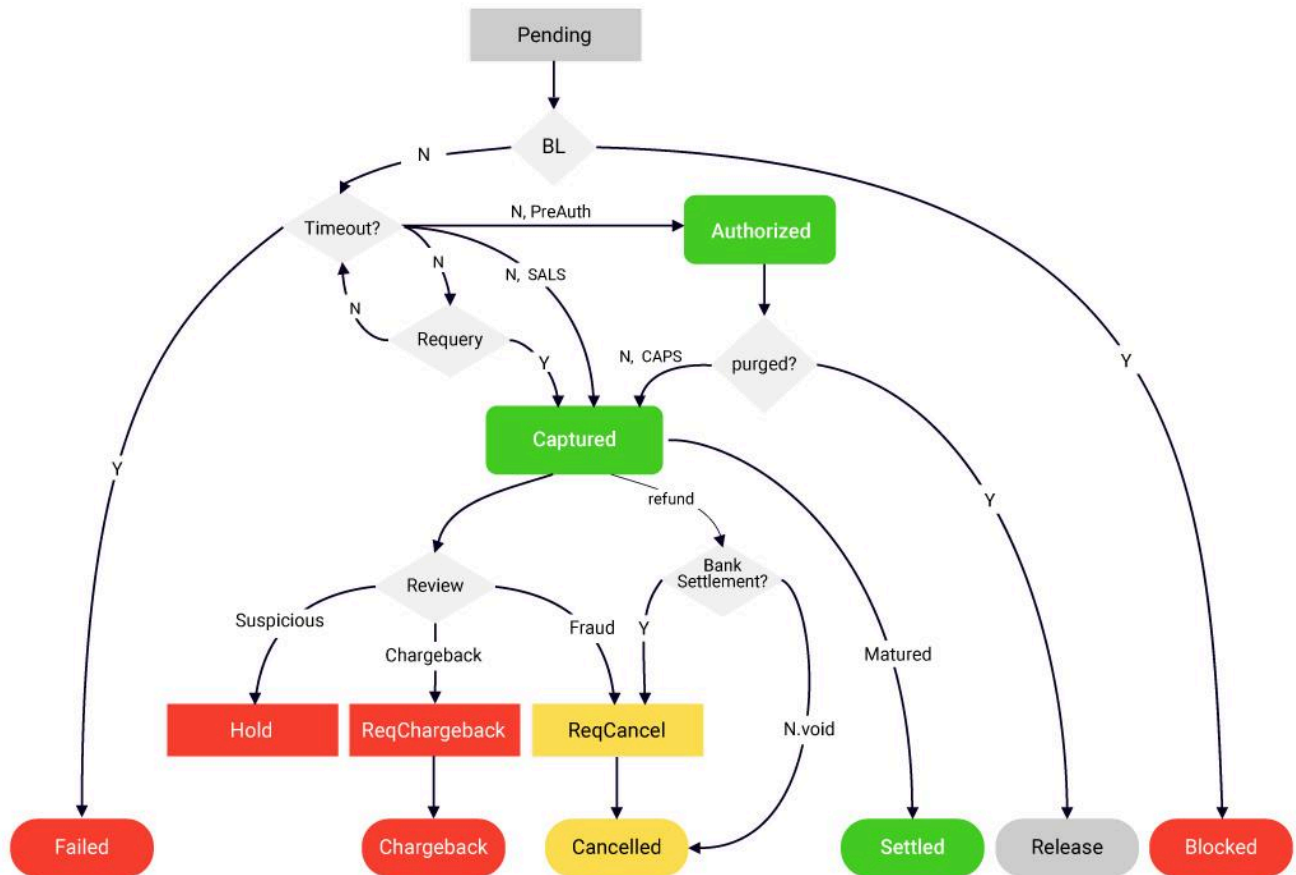 Pending
BL
N
Timeout?
N, PreAuth
Authorized
N
N, SALS
N
Requery
Y
N, CAPS
purged?
Y
Captured
Y
refund
Y
Bank
Settlement?
Review
Suspicious
Fraud
Y
Chargeback
Matured
Hold
ReqChargeback
ReqCancel
N.void
Failed
Chargeback
Cancelled
Settled
Release
Blocked